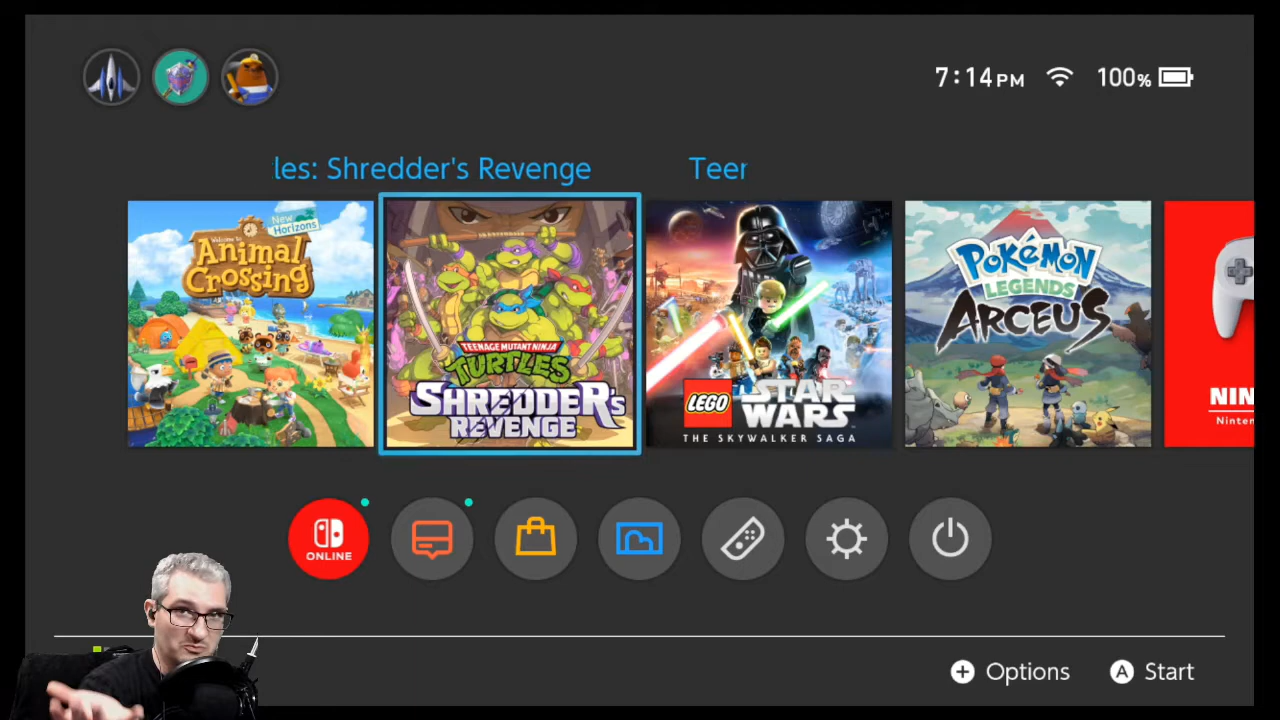 7:14 PM 100%
les: Shredder's Revenge Teer
Welcome to
Animal
Crossing
New
Horizons
TEENAGE MUTANT NINJA
TURTLES
SHREDDER'S
REVENGE
LEGO
STAR
WARS
THE SKYWALKER SAGA
POKÉMON
LEGENDS
ARCEUS
NIN
Ninten
ONLINE
+ Options A Start